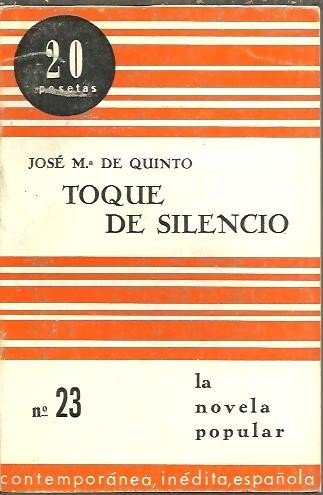 20
pesetas
JOSÉ M.ª DE QUINTO
TOQUE
DE SILENCIO
nº 23
la
novela
popular
contemporánea, inédita, española